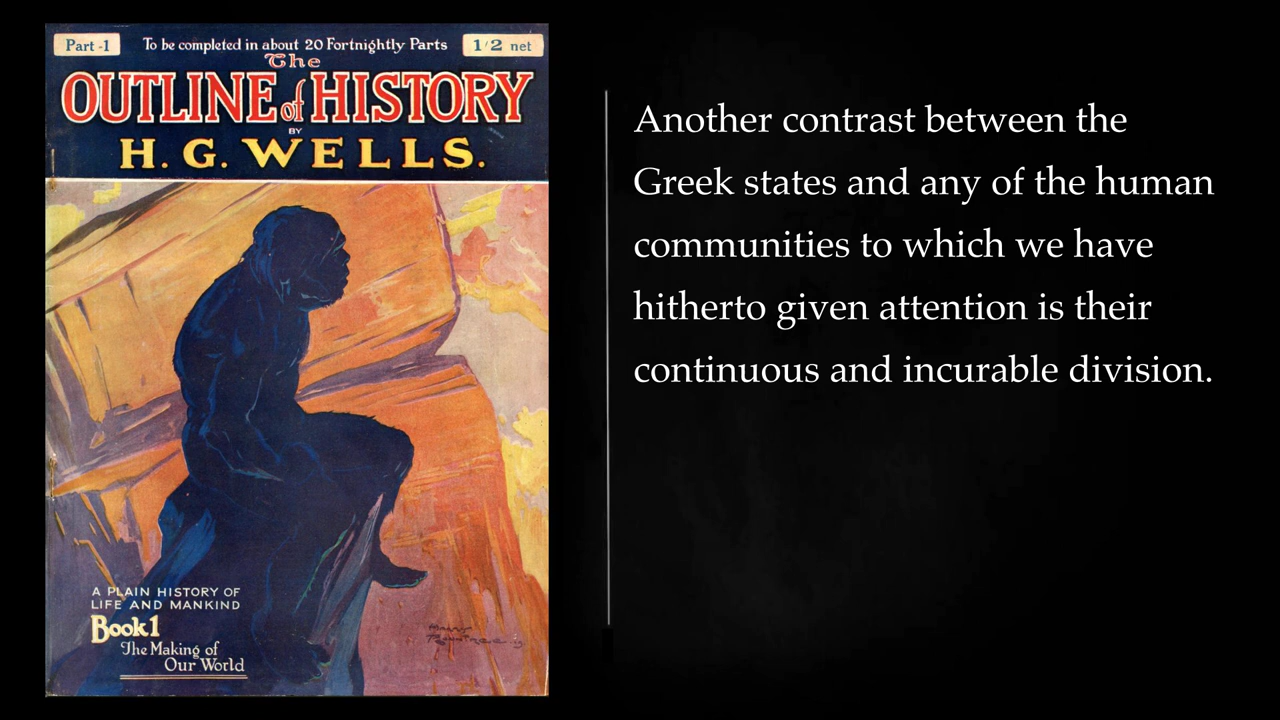 Part-1
To be completed in about 20 Fortnightly Parts
1/2 net
The
OUTLINE of HISTORY
BY
H. G. WELLS.
A PLAIN HISTORY OF
LIFE AND MANKIND
Book 1
The Making of
Our World
Another contrast between the
Greek states and any of the human
communities to which we have
hitherto given attention is their
continuous and incurable division.